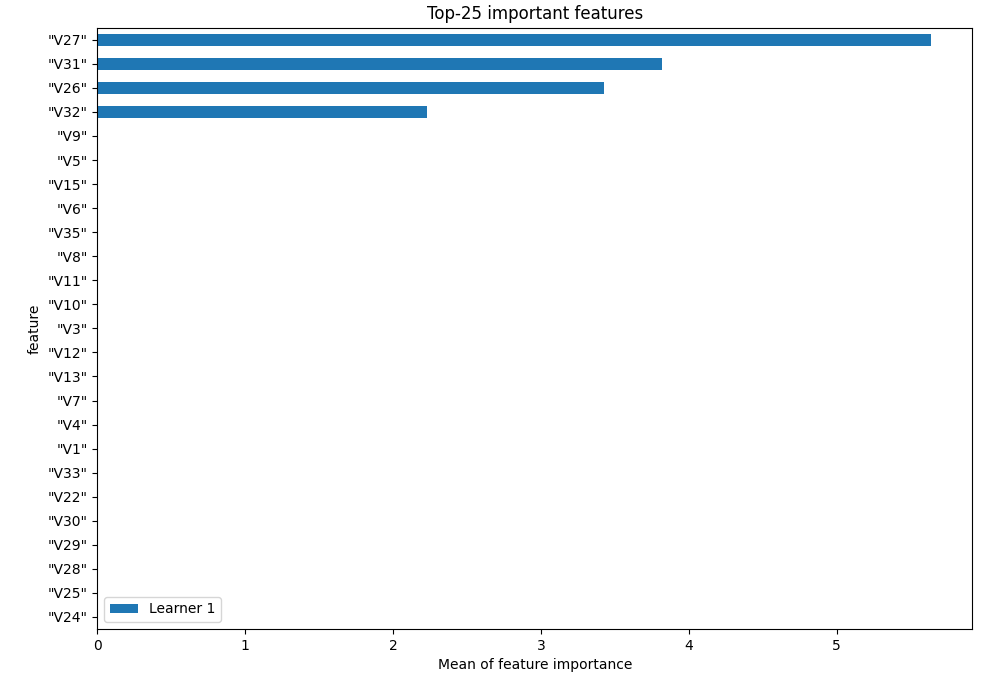 Top-25 important features
"V27"
"V31"
"V26"
"V32"
"V9"
"V5"
"V15"
"V6"
"V35"
"V8"
"V11"
"V10"
"V3"
"V12"
"V13"
"V7"
"V4"
"V1"
"V33"
"V22"
"V30"
"V29"
"V28"
"V25"
"V24"
feature
Learner 1
0 1 2 3 4 5
Mean of feature importance